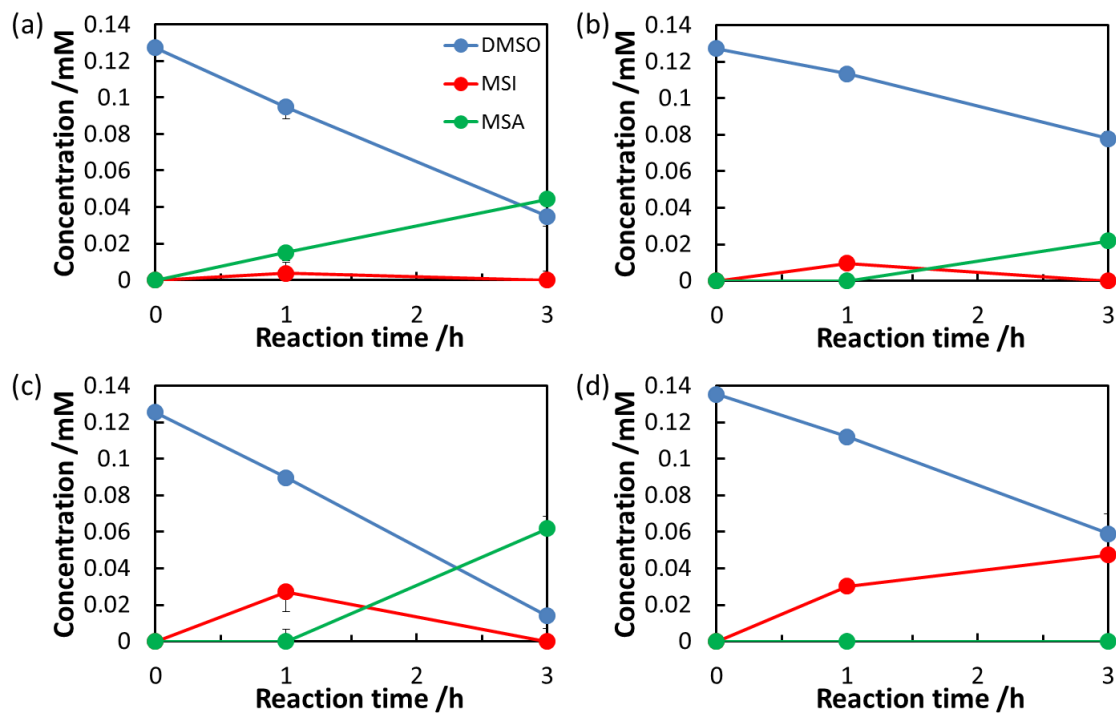 (a)
0.14
0.12
0.1
0.08
0.06
0.04
0.02
0
Concentration /mM
DMSO
MSI
MSA
0 1 2 3
Reaction time /h
(b)
0.14
0.12
0.1
0.08
0.06
0.04
0.02
0
Concentration /mM
0 1 2 3
Reaction time /h
(c)
0.14
0.12
0.1
0.08
0.06
0.04
0.02
0
Concentration /mM
0 1 2 3
Reaction time /h
(d)
0.14
0.12
0.1
0.08
0.06
0.04
0.02
0
Concentration /mM
0 1 2 3
Reaction time /h